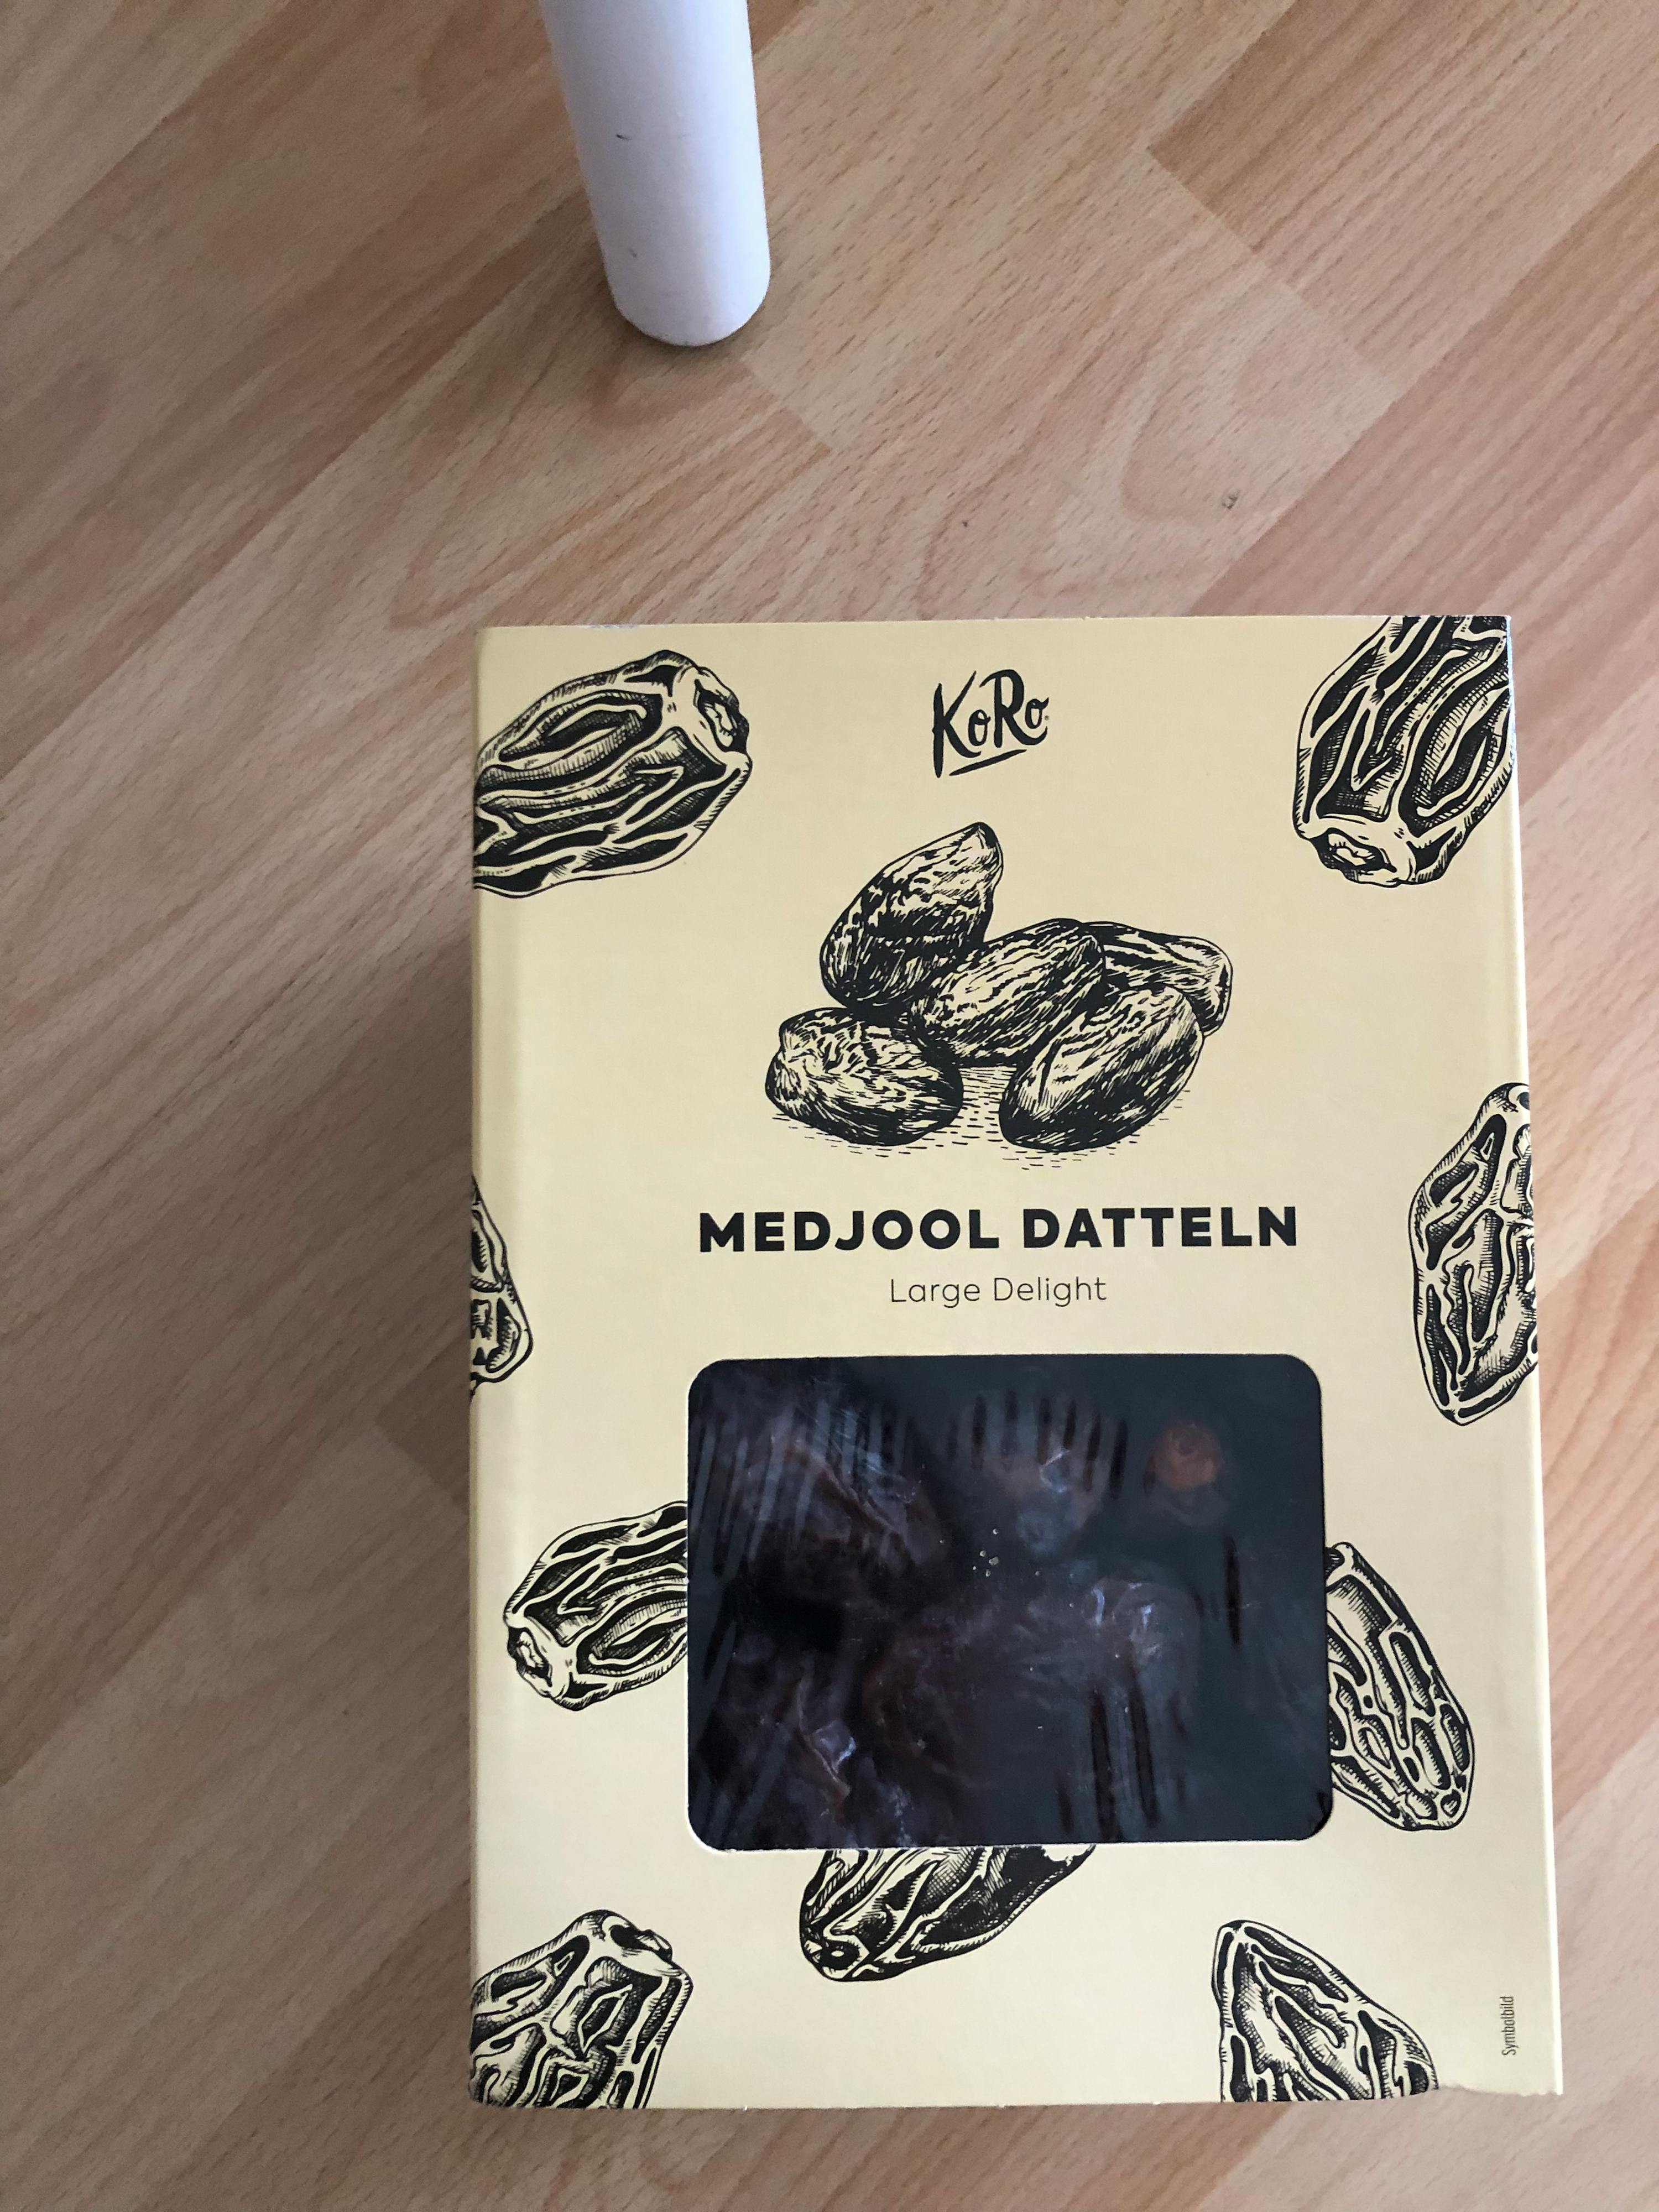 KoRo
MEDJOOL DATTELN
Large Delight
Symbolbild